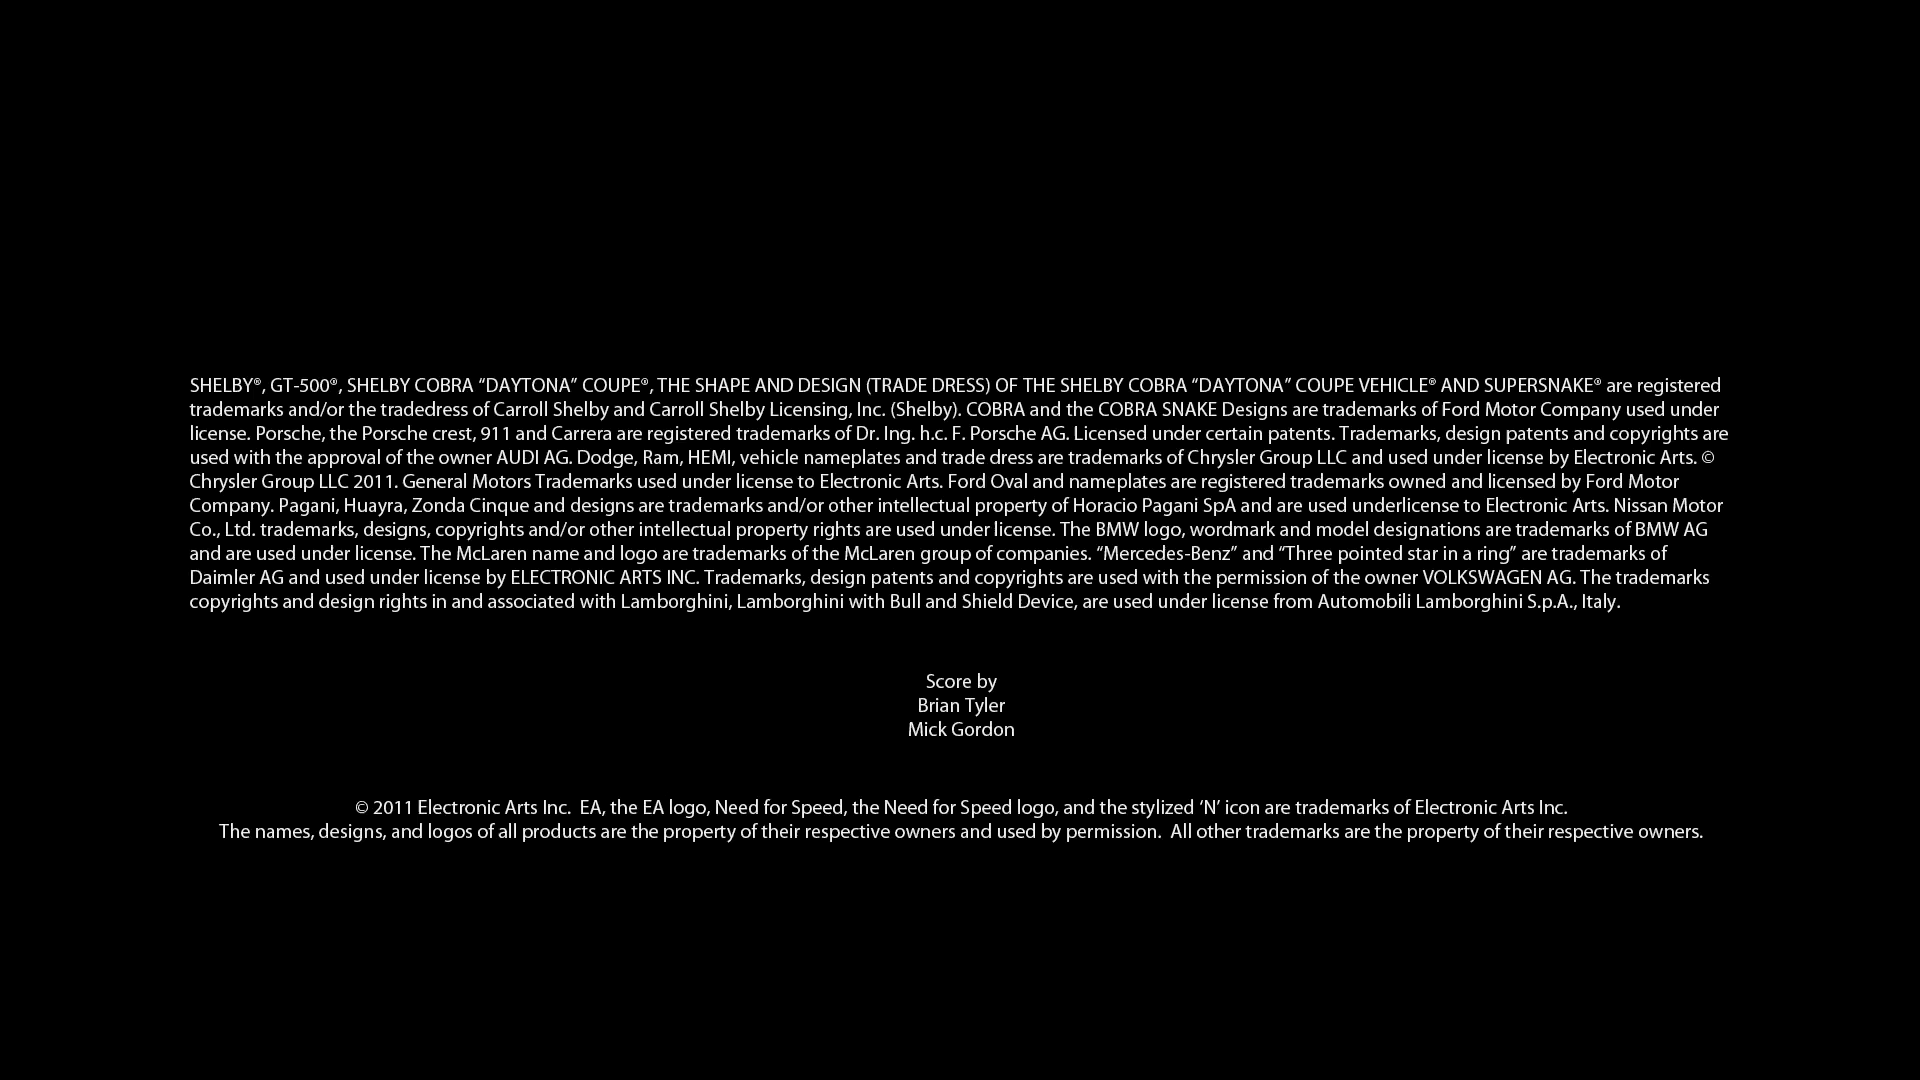 SHELBY®, GT-500®, SHELBY COBRA “DAYTONA” COUPE®, THE SHAPE AND DESIGN (TRADE DRESS) OF THE SHELBY COBRA “DAYTONA” COUPE VEHICLE® AND SUPERSNAKE® are registered
trademarks and/or the tradedress of Carroll Shelby and Carroll Shelby Licensing, Inc. (Shelby). COBRA and the COBRA SNAKE Designs are trademarks of Ford Motor Company used under
license. Porsche, the Porsche crest, 911 and Carrera are registered trademarks of Dr. Ing. h.c. F. Porsche AG. Licensed under certain patents. Trademarks, design patents and copyrights are
used with the approval of the owner AUDI AG. Dodge, Ram, HEMI, vehicle nameplates and trade dress are trademarks of Chrysler Group LLC and used under license by Electronic Arts. ©
Chrysler Group LLC 2011. General Motors Trademarks used under license to Electronic Arts. Ford Oval and nameplates are registered trademarks owned and licensed by Ford Motor
Company. Pagani, Huayra, Zonda Cinque and designs are trademarks and/or other intellectual property of Horacio Pagani SpA and are used underlicense to Electronic Arts. Nissan Motor
Co., Ltd. trademarks, designs, copyrights and/or other intellectual property rights are used under license. The BMW logo, wordmark and model designations are trademarks of BMW AG
and are used under license. The McLaren name and logo are trademarks of the McLaren group of companies. “Mercedes-Benz” and “Three pointed star in a ring” are trademarks of
Daimler AG and used under license by ELECTRONIC ARTS INC. Trademarks, design patents and copyrights are used with the permission of the owner VOLKSWAGEN AG. The trademarks
copyrights and design rights in and associated with Lamborghini, Lamborghini with Bull and Shield Device, are used under license from Automobili Lamborghini S.p.A., Italy.
Score by
Brian Tyler
Mick Gordon
© 2011 Electronic Arts Inc.  EA, the EA logo, Need for Speed, the Need for Speed logo, and the stylized ‘N’ icon are trademarks of Electronic Arts Inc.
The names, designs, and logos of all products are the property of their respective owners and used by permission.  All other trademarks are the property of their respective owners.